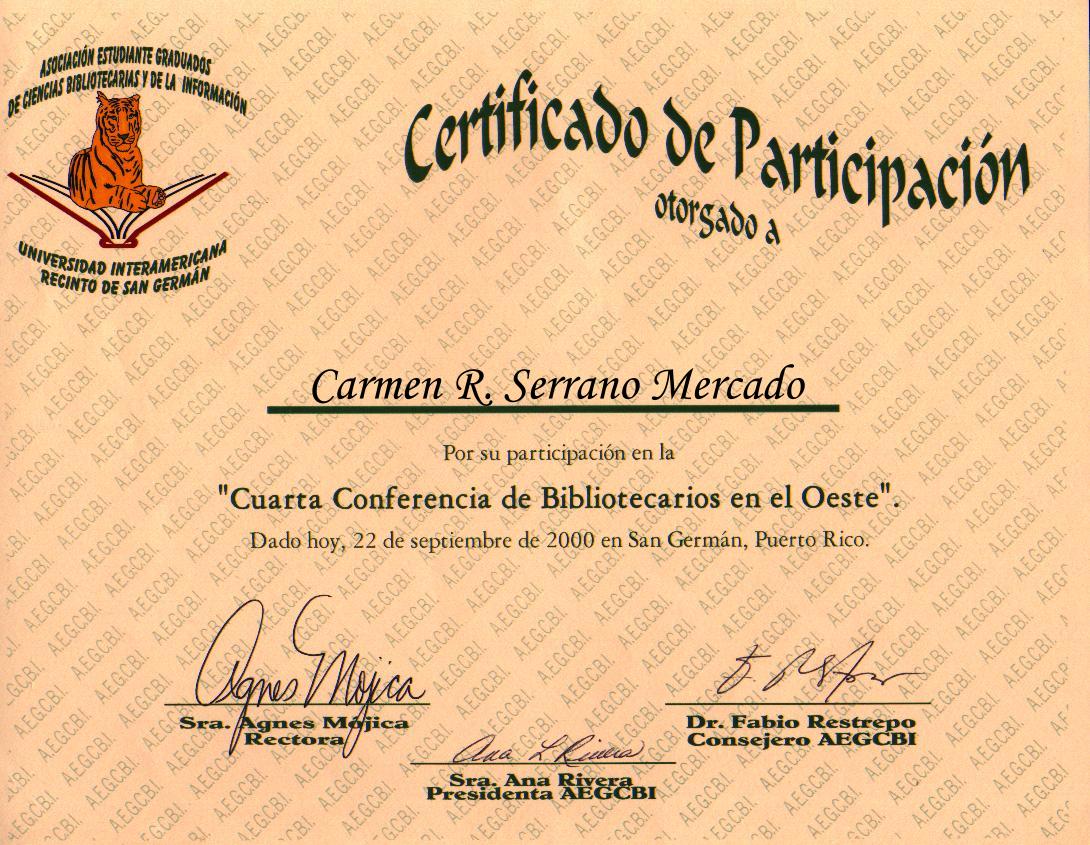 ASOCIACIÓN ESTUDIANTE GRADUADOS
DE CIENCIAS BIBLIOTECARIAS Y DE LA INFORMACIÓN
UNIVERSIDAD INTERAMERICANA
RECINTO DE SAN GERMÁN
Certificado de Participación
otorgado a
Carmen R. Serrano Mercado
Por su participación en la
"Cuarta Conferencia de Bibliotecarios en el Oeste".
Dado hoy, 22 de septiembre de 2000 en San Germán, Puerto Rico.
Agnes Mojica
Sra. Agnes Mojica
Rectora
Dr. Fabio Restrepo
Consejero AEGCBI
Ana L Rivera
Sra. Ana Rivera
Presidenta AEGCBI
A.E.G.C.B.I.